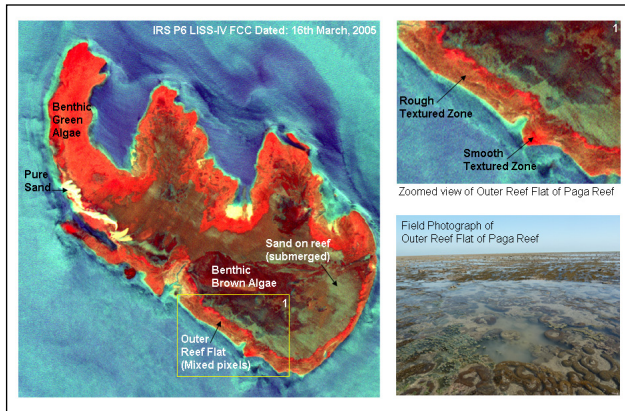 IRS P6 LISS-IV FCC Dated: 16th March, 2005
Benthic
Green
Algae
Pure
Sand
Sand on reef
(submerged)
Benthic
Brown Algae
1
Outer
Reef Flat
(Mixed pixels)
1
Rough
Textured Zone
Smooth
Textured Zone
Zoomed view of Outer Reef Flat of Paga Reef
Field Photograph of
Outer Reef Flat of Paga Reef